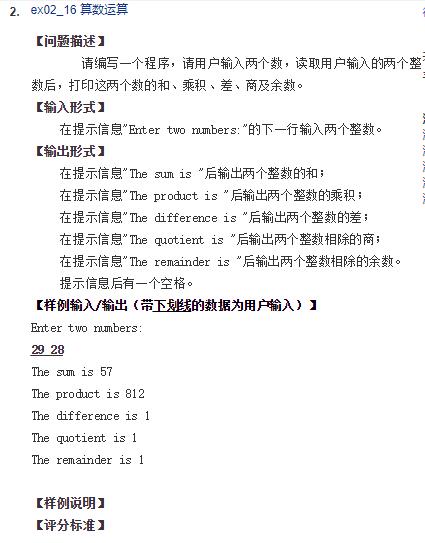 2. ex02_16 算数运算
【问题描述】
请编写一个程序，请用户输入两个数，读取用户输入的两个整
数后，打印这两个数的和、乘积、差、商及余数。
【输入形式】
在提示信息"Enter two numbers:"的下一行输入两个整数。
【输出形式】
在提示信息"The sum is "后输出两个整数的和；
在提示信息"The product is "后输出两个整数的乘积；
在提示信息"The difference is "后输出两个整数的差；
在提示信息"The quotient is "后输出两个整数相除的商；
在提示信息"The remainder is "后输出两个整数相除的余数。
提示信息后有一个空格。
【样例输入/输出（带下划线的数据为用户输入）】
Enter two numbers:
29 28
The sum is 57
The product is 812
The difference is 1
The quotient is 1
The remainder is 1
【样例说明】
【评分标准】